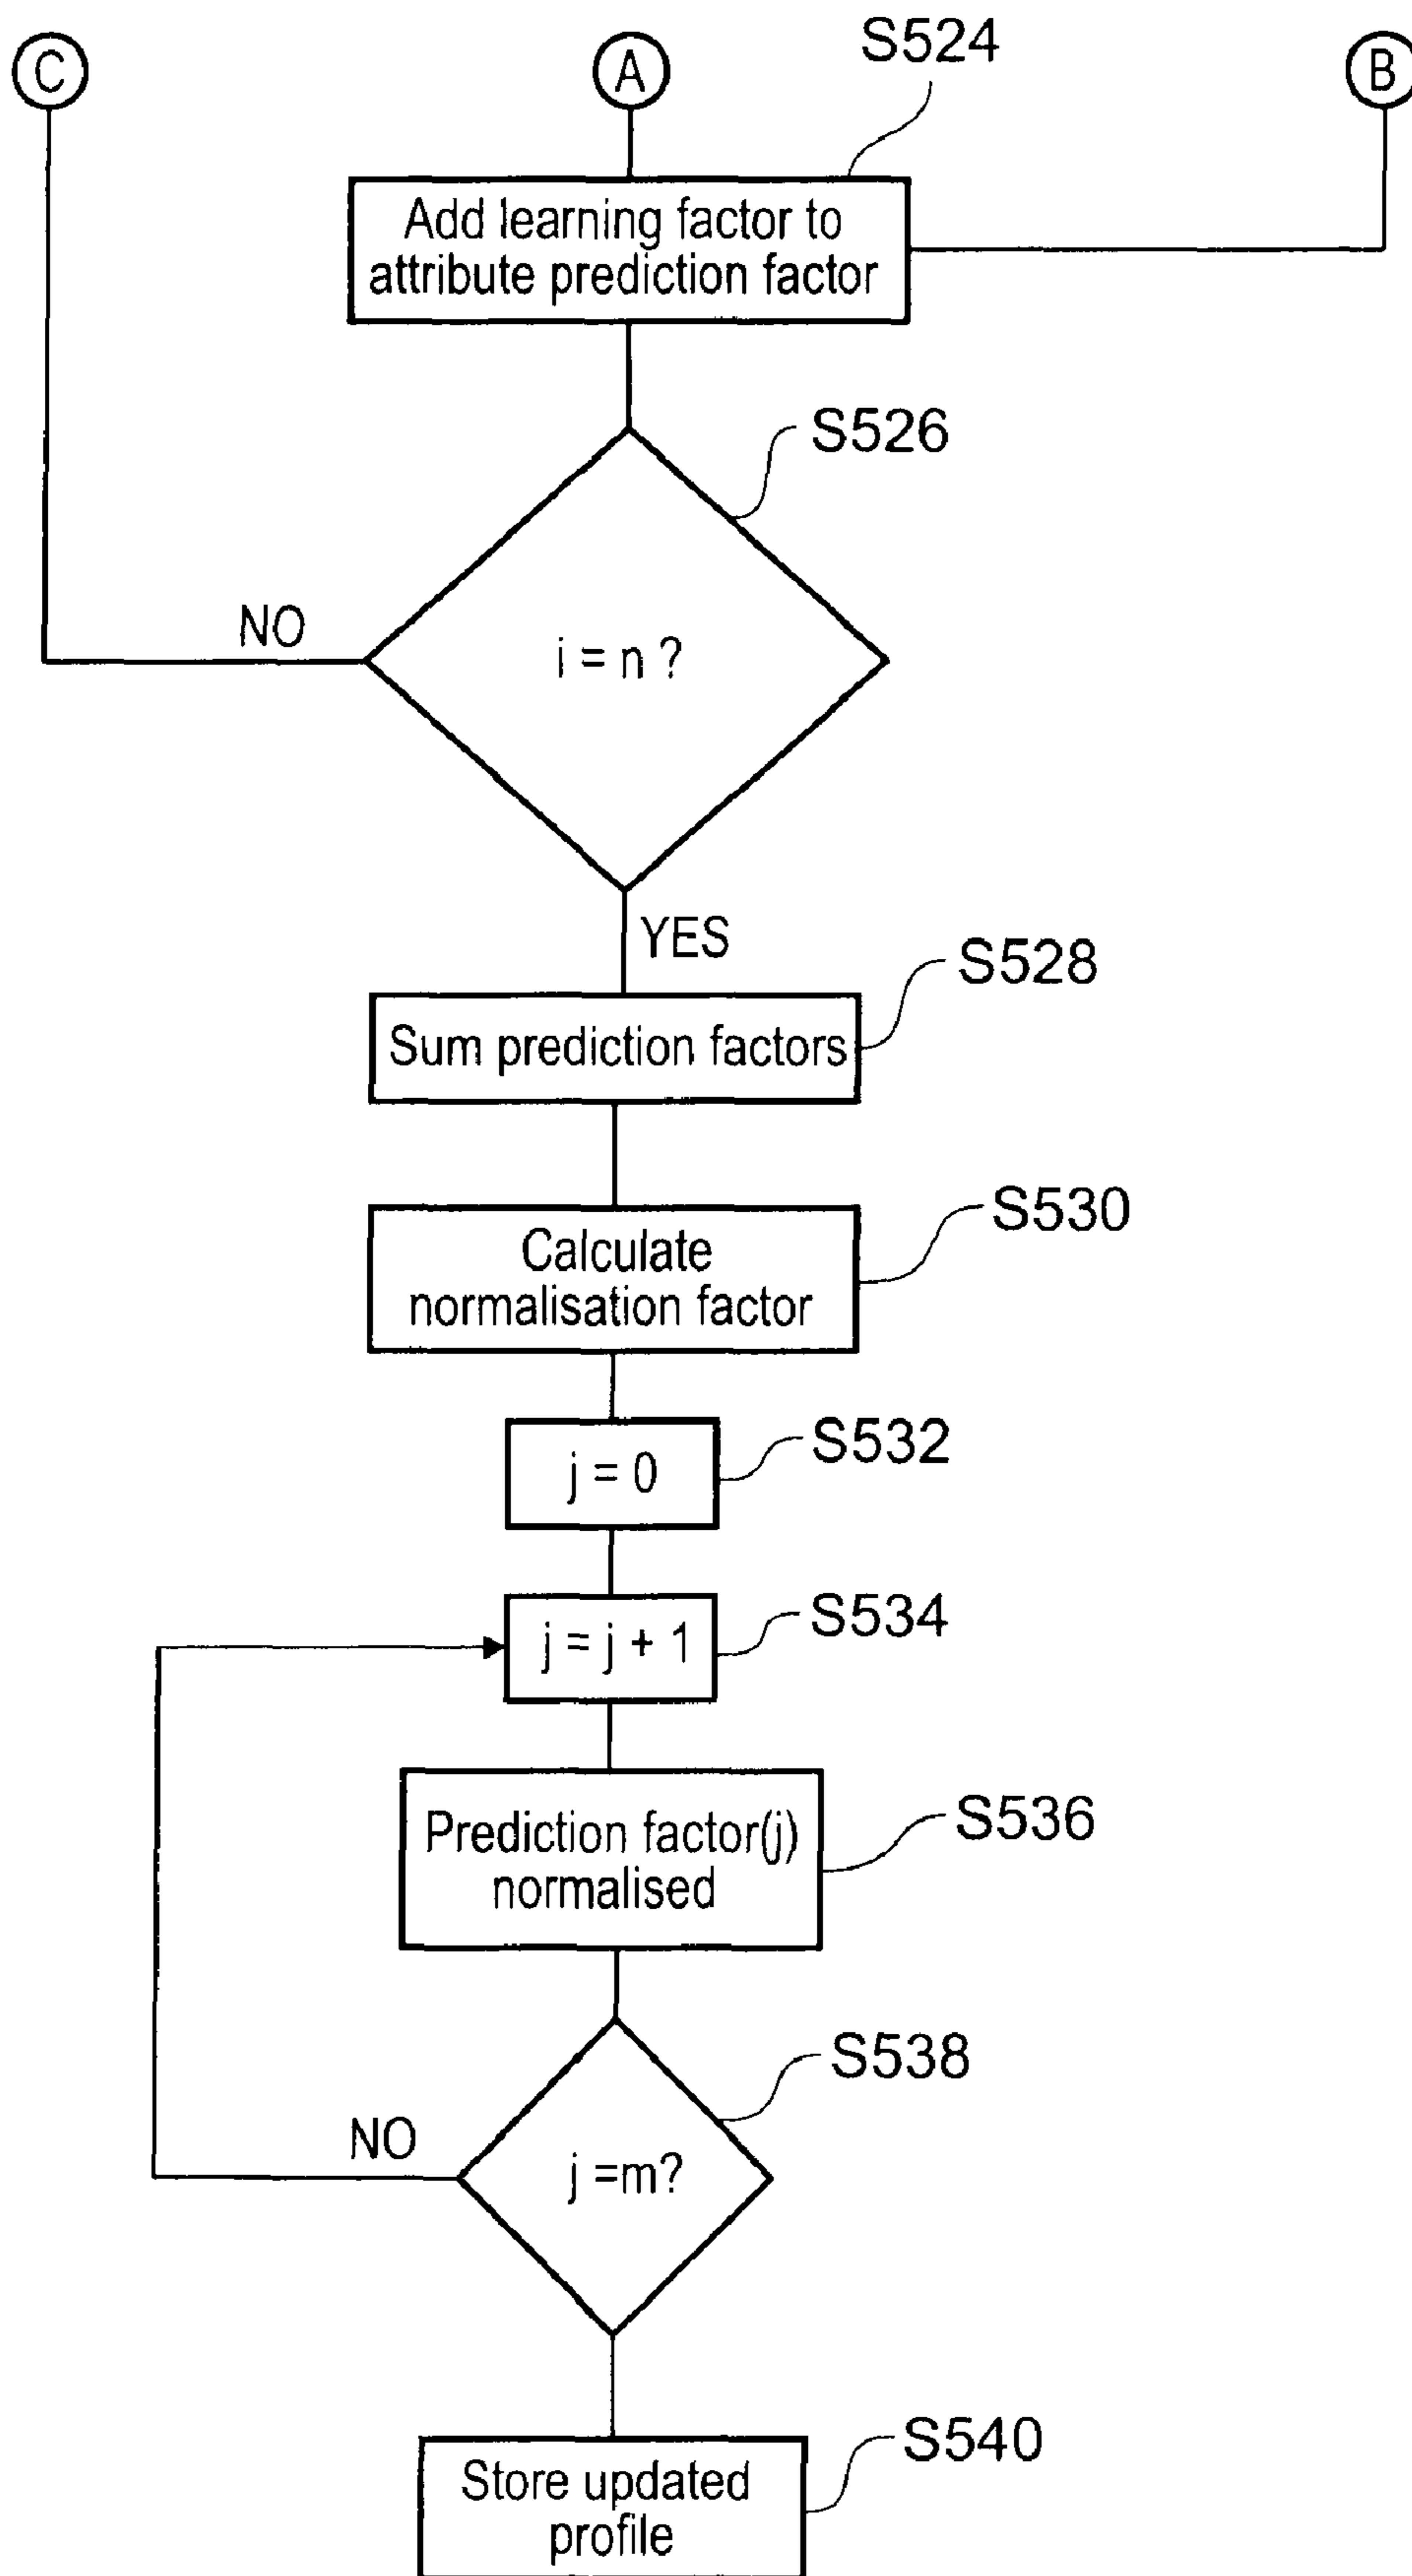 C
A
S524
B
Add learning factor to
attribute prediction factor
S526
NO
i = n ?
YES
S528
Sum prediction factors
S530
Calculate
normalisation factor
S532
j = 0
S534
j = j + 1
S536
Prediction factor(j)
normalised
S538
NO
j =m?
S540
Store updated
profile